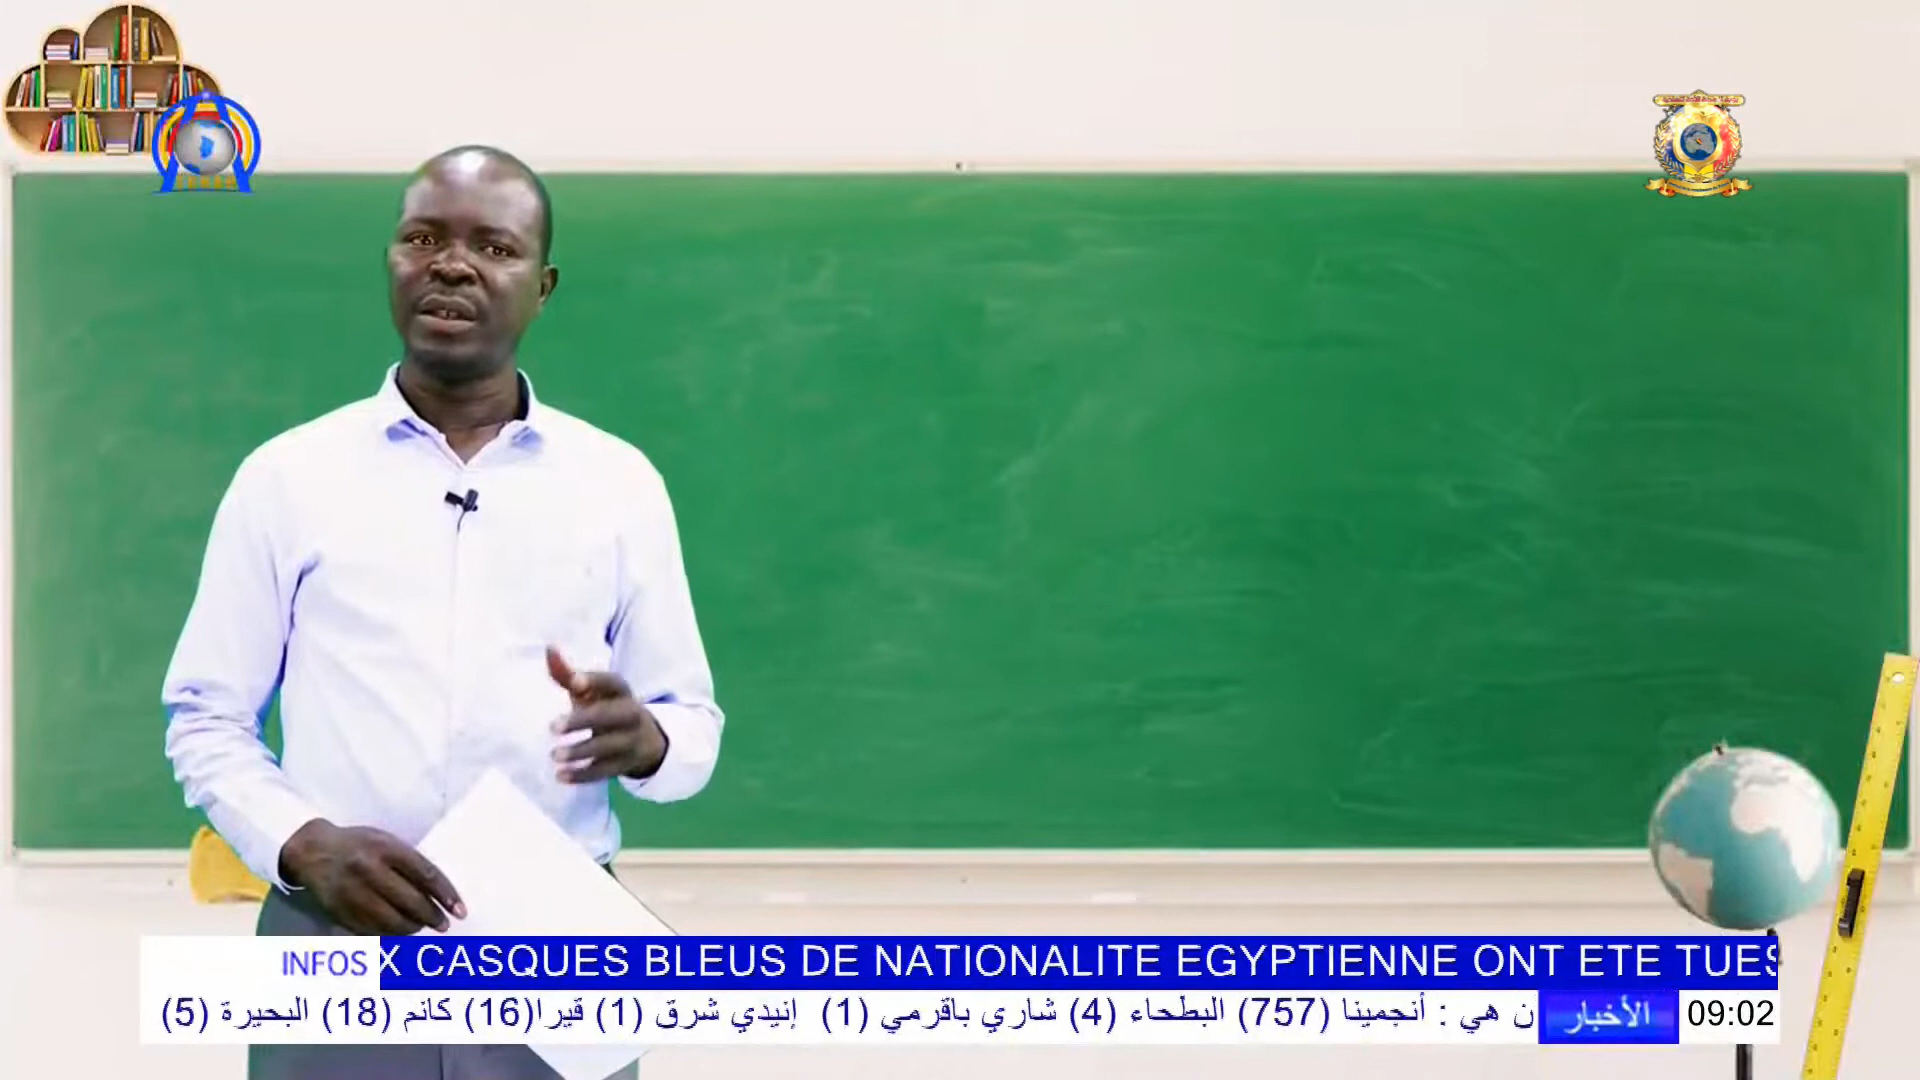 INFOS X CASQUES BLEUS DE NATIONALITE EGYPTIENNE ONT ETE TUES
الأخبار ن هي : أنجمينا (757) البطحاء (4) شاري باقرمي (1) إنيدي شرق (1) قيرا(16) كانم (18) البحيرة (5)
09:02